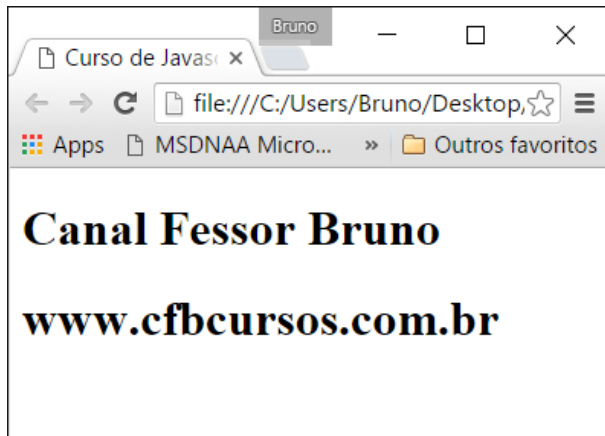 Bruno
Curso de Javasc
file:///C:/Users/Bruno/Desktop,
Apps MSDNAA Micro... » Outros favoritos
Canal Fessor Bruno
www.cfbcursos.com.br